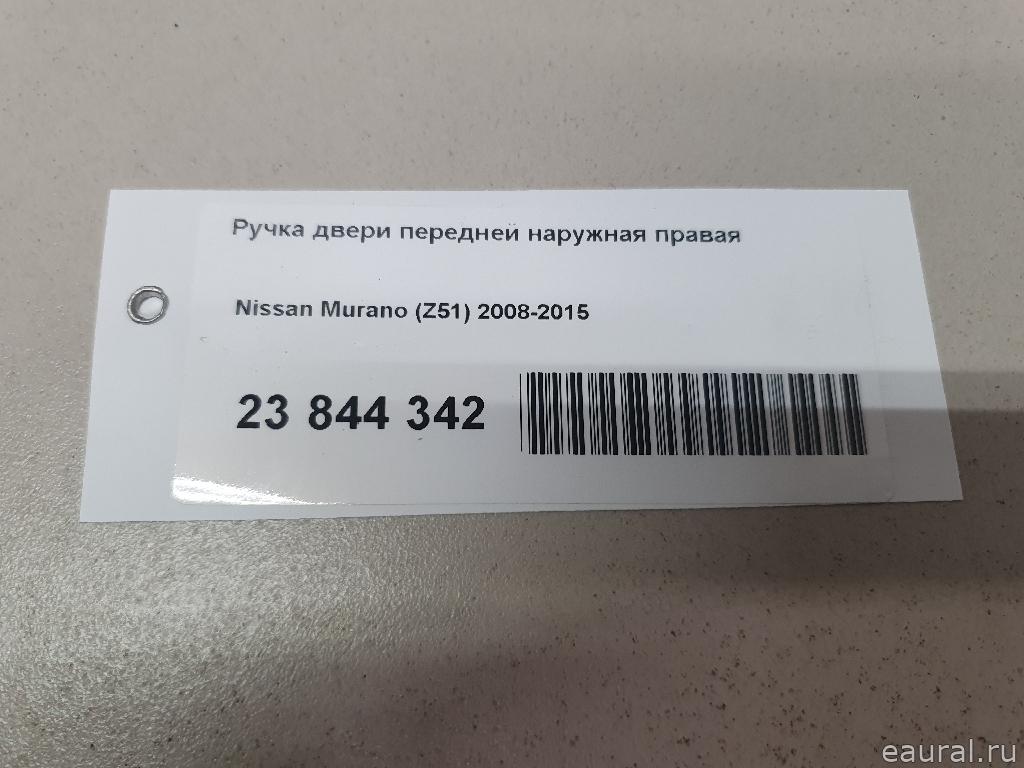 Ручка двери передней наружная правая
Nissan Murano (Z51) 2008-2015
23 844 342
eaural.ru